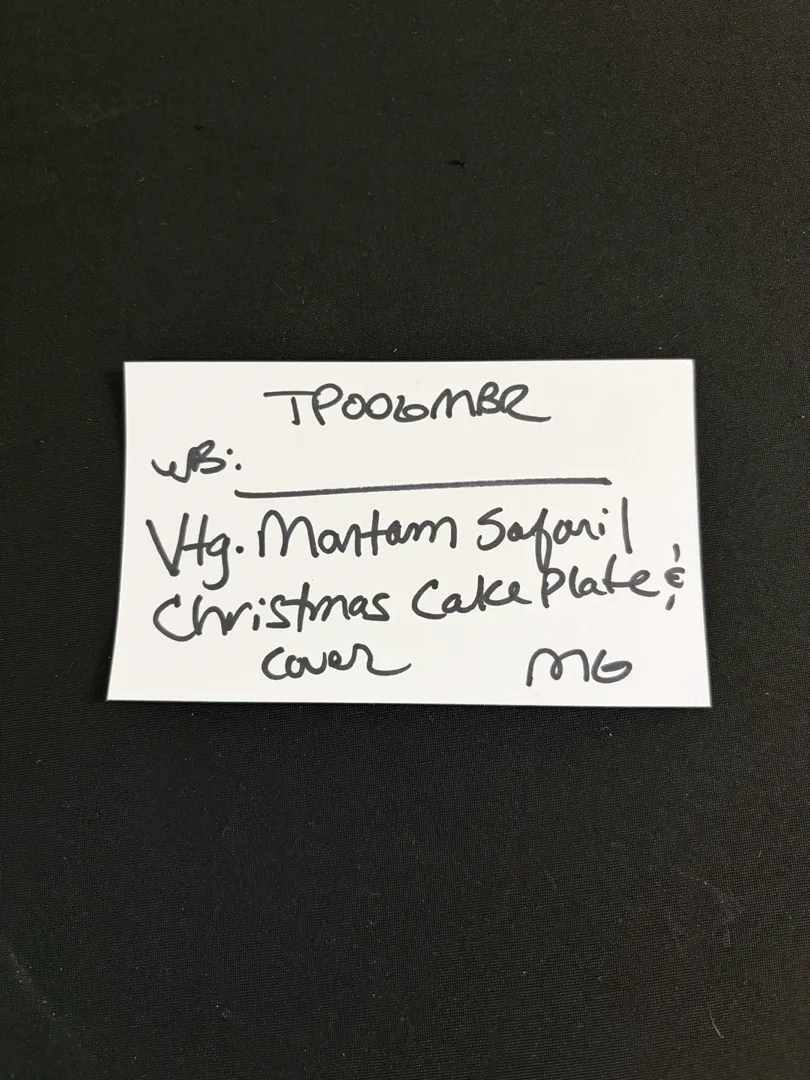 TP006MBR
WB:
Vtg. Mantam Safari/
Christmas Cake Plate &
Cover MG